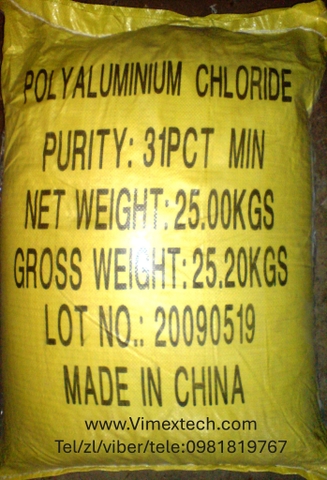 POLYALUMINIUM CHLORIDE
PURITY: 31PCT MIN
NET WEIGHT: 25.00KGS
GROSS WEIGHT: 25.20KGS
LOT NO.: 20090519
MADE IN CHINA
www.Vimextech.com
Tel/zl/viber/tele:0981819767